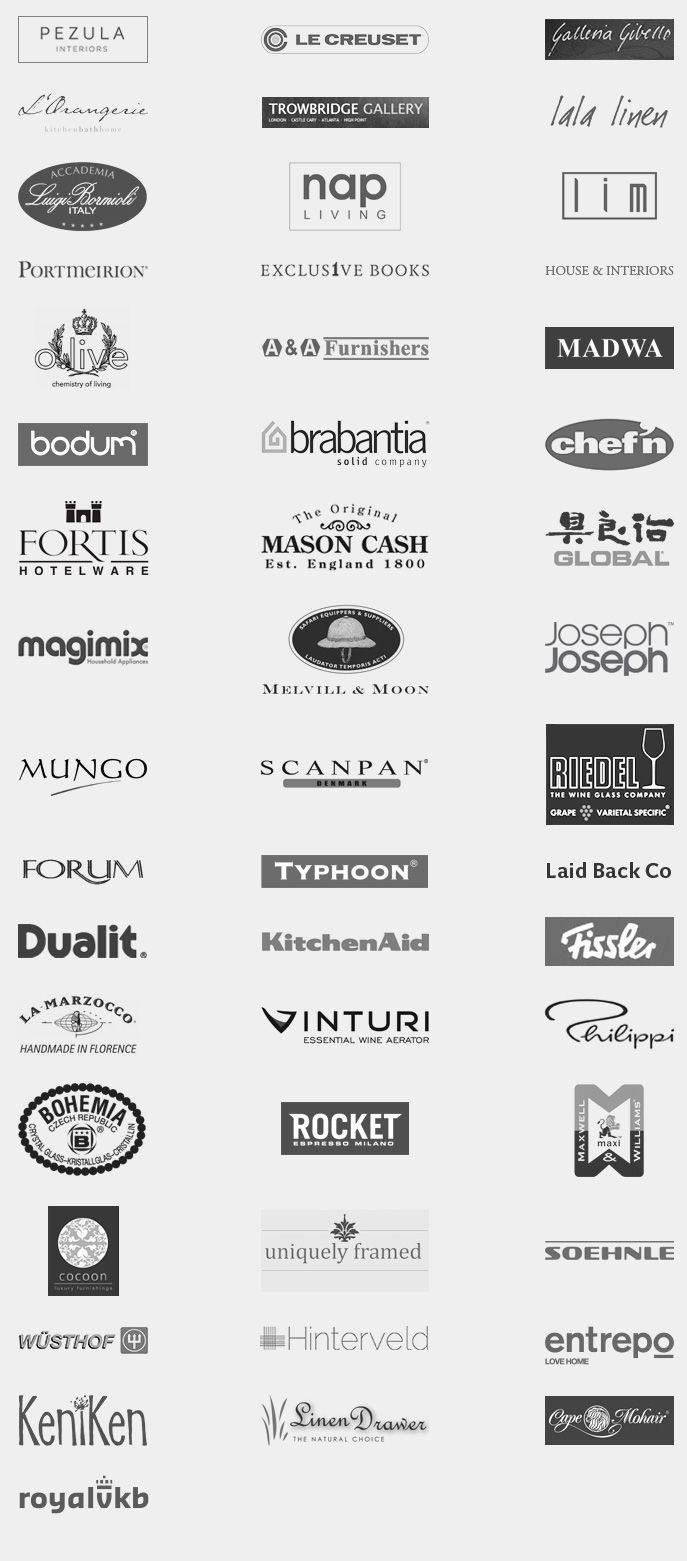 PEZULA
INTERIORS
LE CREUSET
Galleria Gibello
L'Orangerie
kitchenbathhome
TROWBRIDGE GALLERY
LONDON · CASTLE CARY · ATLANTA · HIGH POINT
lala linen
ACCADEMIA
Luigi Bormioli
ITALY
nap
LIVING
lim
PORTMEIRION®
EXCLUS1VE BOOKS
HOUSE & INTERIORS
olive
chemistry of living
A&A Furnishers
MADWA
bodum®
brabantia®
solid company
chef'n
FORTIS
HOTELWARE
The Original
MASON CASH
Est. England 1800
具良治
GLOBAL
magimix
Household Appliances
SAFARI EQUIPPERS & SUPPLIERS
LAUDATOR TEMPORIS ACTI
MELVILL & MOON
Joseph™
Joseph
MUNGO
SCANPAN®
DENMARK
RIEDEL
THE WINE GLASS COMPANY
GRAPE VARIETAL SPECIFIC®
FORUM
TYPHOON®
Laid Back Co
Dualit®
KitchenAid
Fissler
LA MARZOCCO
HANDMADE IN FLORENCE
VINTURI
ESSENTIAL WINE AERATOR
Philippi
BOHEMIA
CZECH REPUBLIC
B®
CRYSTAL GLASS–KRISTALLGLAS–CRISTALLIN
ROCKET
ESPRESSO MILANO
MAXWELL
maxi
&
WILLIAMS®
cocoon
luxury furnishings
uniquely framed
SOEHNLE
WÜSTHOF
Hinterveld
entrepo
LOVE HOME
KeniKen
Linen Drawer
THE NATURAL CHOICE
Cape Mohair®
royalvkb